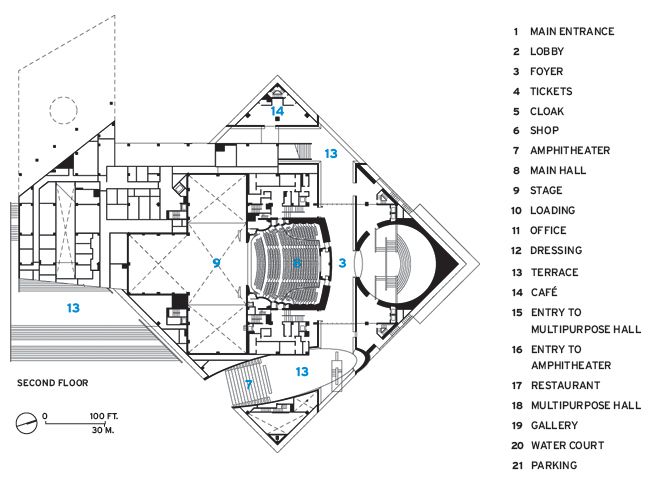 14
13
9
8
3
13
13
7
SECOND FLOOR
0 100 FT.
30 M.
1 MAIN ENTRANCE
2 LOBBY
3 FOYER
4 TICKETS
5 CLOAK
6 SHOP
7 AMPHITHEATER
8 MAIN HALL
9 STAGE
10 LOADING
11 OFFICE
12 DRESSING
13 TERRACE
14 CAFÉ
15 ENTRY TO
MULTIPURPOSE HALL
16 ENTRY TO
AMPHITHEATER
17 RESTAURANT
18 MULTIPURPOSE HALL
19 GALLERY
20 WATER COURT
21 PARKING